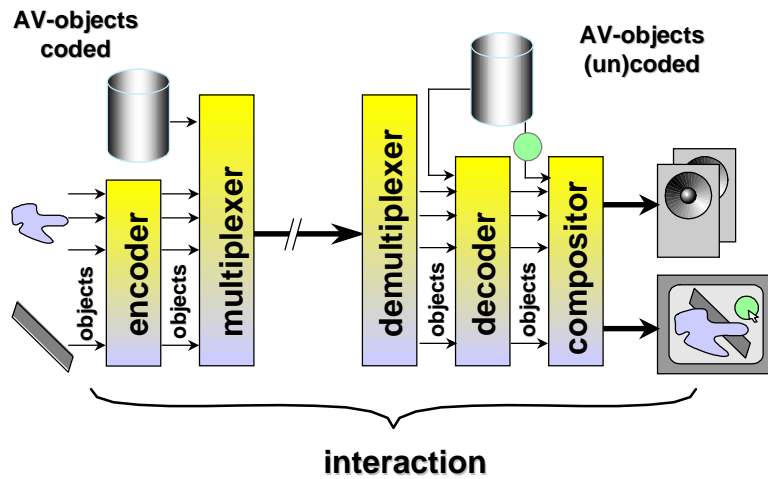 AV-objects
coded
AV-objects
(un)coded
objects
encoder
objects
multiplexer
demultiplexer
objects
decoder
objects
compositor
interaction